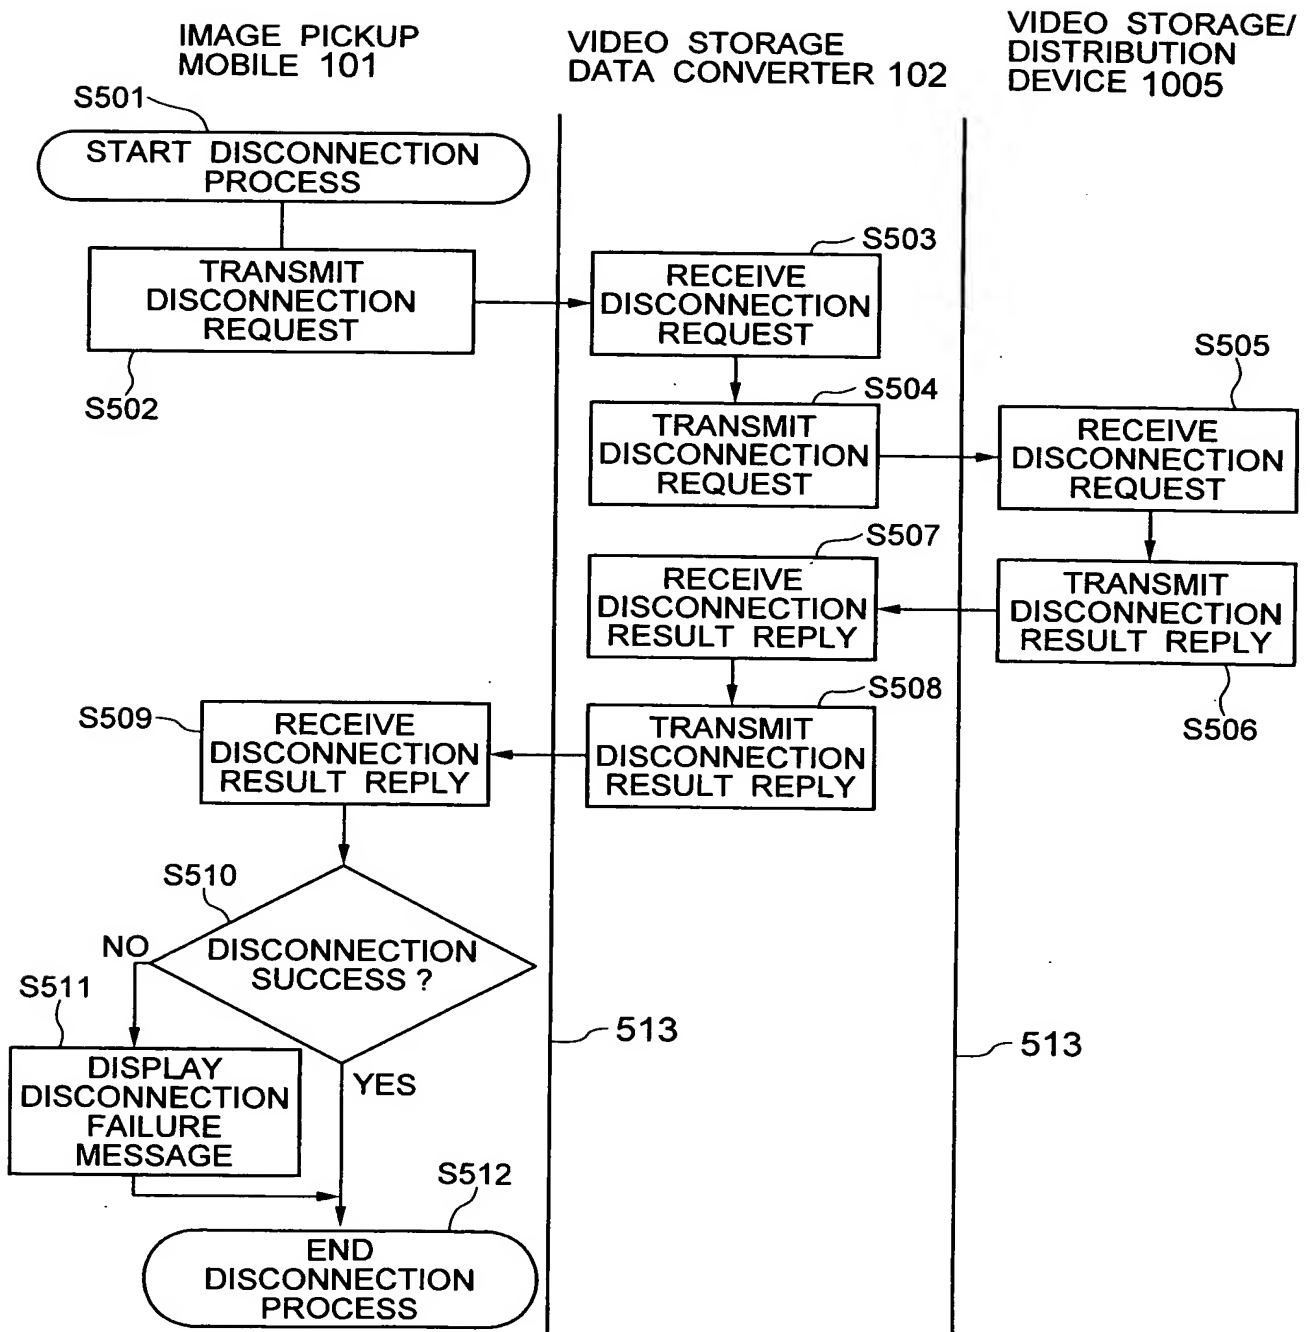 IMAGE PICKUP
MOBILE 101
VIDEO STORAGE
DATA CONVERTER 102
VIDEO STORAGE/
DISTRIBUTION
DEVICE 1005
S501
START DISCONNECTION
PROCESS
TRANSMIT
DISCONNECTION
REQUEST
S502
S503
RECEIVE
DISCONNECTION
REQUEST
S504
TRANSMIT
DISCONNECTION
REQUEST
S505
RECEIVE
DISCONNECTION
REQUEST
TRANSMIT
DISCONNECTION
RESULT REPLY
S506
S507
RECEIVE
DISCONNECTION
RESULT REPLY
S508
TRANSMIT
DISCONNECTION
RESULT REPLY
S509
RECEIVE
DISCONNECTION
RESULT REPLY
S510
DISCONNECTION
SUCCESS ?
NO
YES
S511
DISPLAY
DISCONNECTION
FAILURE
MESSAGE
S512
END
DISCONNECTION
PROCESS
513
513